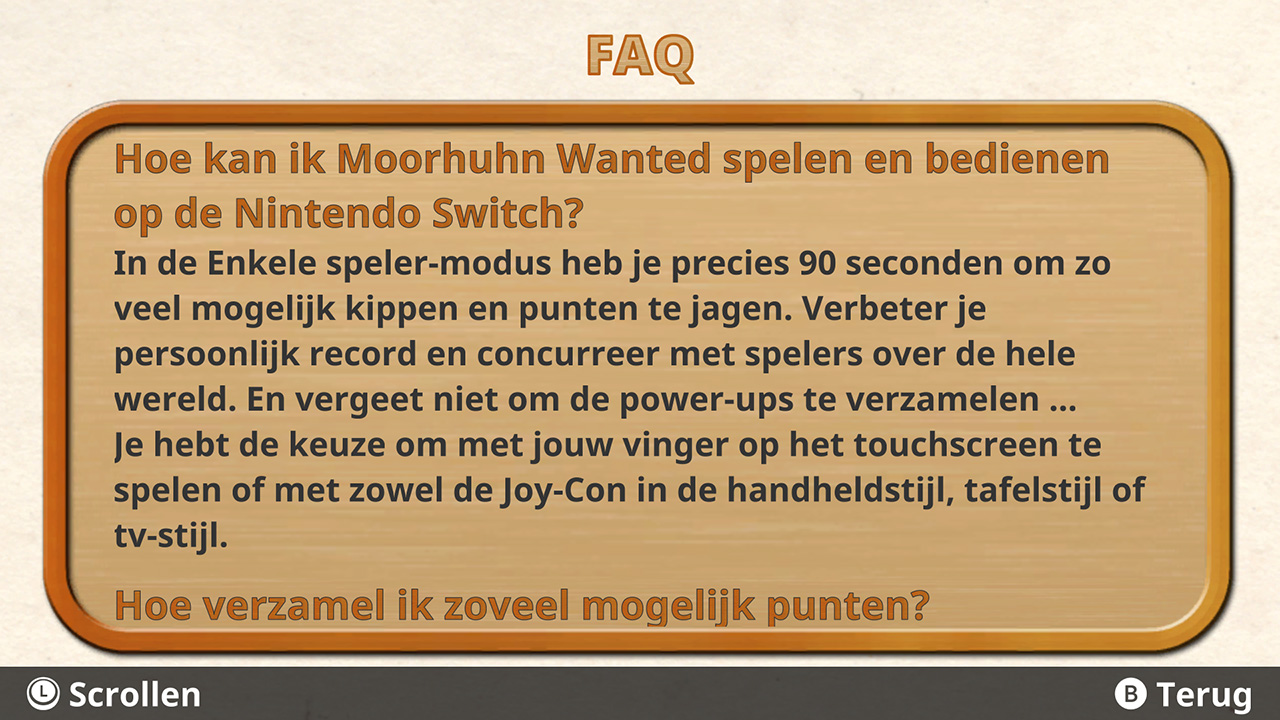 FAQ
Hoe kan ik Moorhuhn Wanted spelen en bedienen
op de Nintendo Switch?
In de Enkele speler-modus heb je precies 90 seconden om zo
veel mogelijk kippen en punten te jagen. Verbeter je
persoonlijk record en concurreer met spelers over de hele
wereld. En vergeet niet om de power-ups te verzamelen ...
Je hebt de keuze om met jouw vinger op het touchscreen te
spelen of met zowel de Joy-Con in de handheldstijl, tafelstijl of
tv-stijl.
Hoe verzamel ik zoveel mogelijk punten?
L Scrollen
B Terug